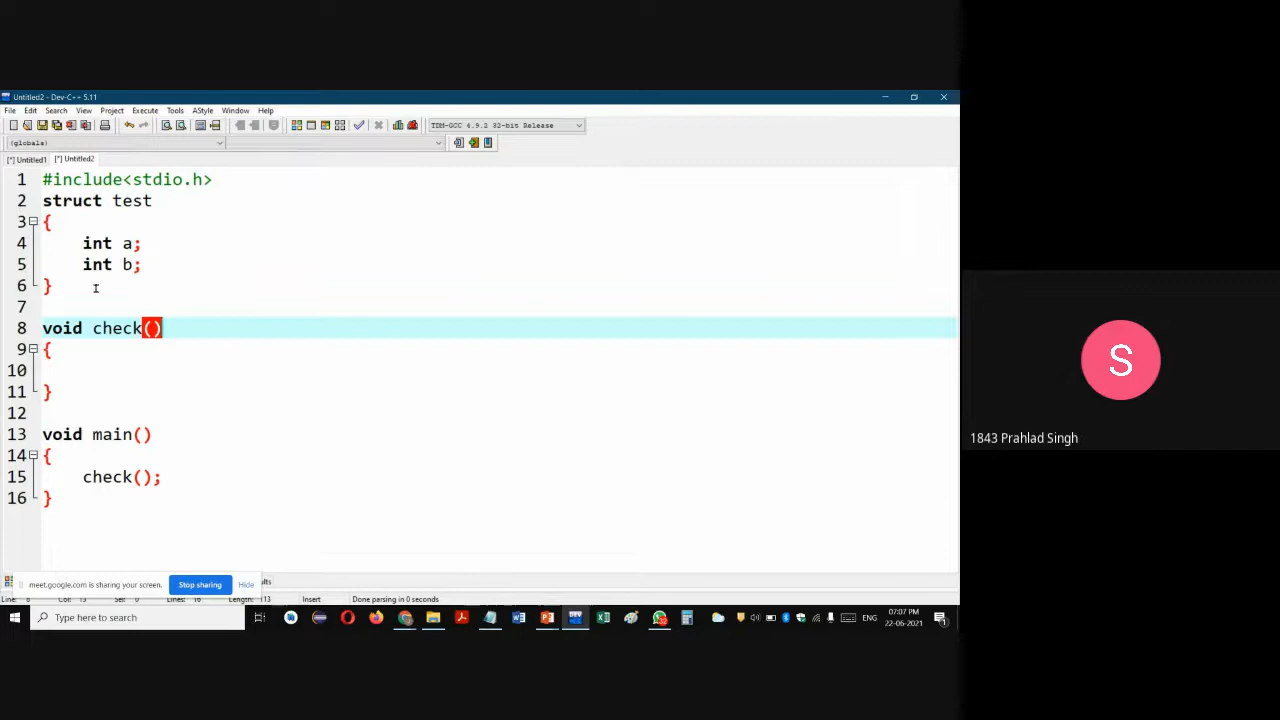 Untitled2 - Dev-C++ 5.11
File Edit Search View Project Execute Tools AStyle Window Help
TDM-GCC 4.9.2 32-bit Release
(globals)
[*] Untitled1 [*] Untitled2
1 #include<stdio.h>
2 struct test
3 {
4 int a;
5 int b;
6 }
7
8 void check()
9 {
10
11 }
12
13 void main()
14 {
15 check();
16 }
S
1843 Prahlad Singh
meet.google.com is sharing your screen. Stop sharing Hide
Insert Done parsing in 0 seconds
Type here to search
ENG
07:07 PM
22-06-2021